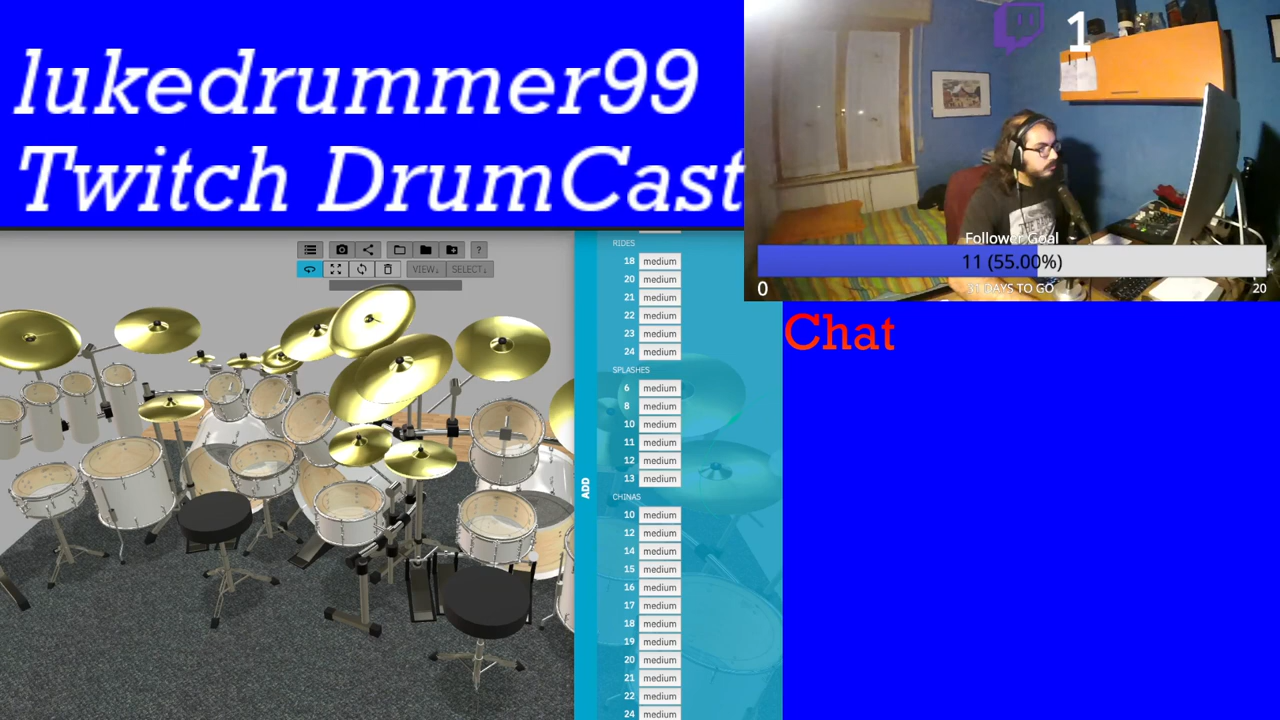 lukedrummer99
Twitch DrumCast
1
Follower Goal
11 (55.00%)
0
DAYS TO GO
20
Chat
?
VIEW↓
SELECT↓
ADD
RIDES
18 medium
20 medium
21 medium
22 medium
23 medium
24 medium
SPLASHES
6 medium
8 medium
10 medium
11 medium
12 medium
13 medium
CHINAS
10 medium
12 medium
14 medium
15 medium
16 medium
17 medium
18 medium
19 medium
20 medium
21 medium
22 medium
24 medium